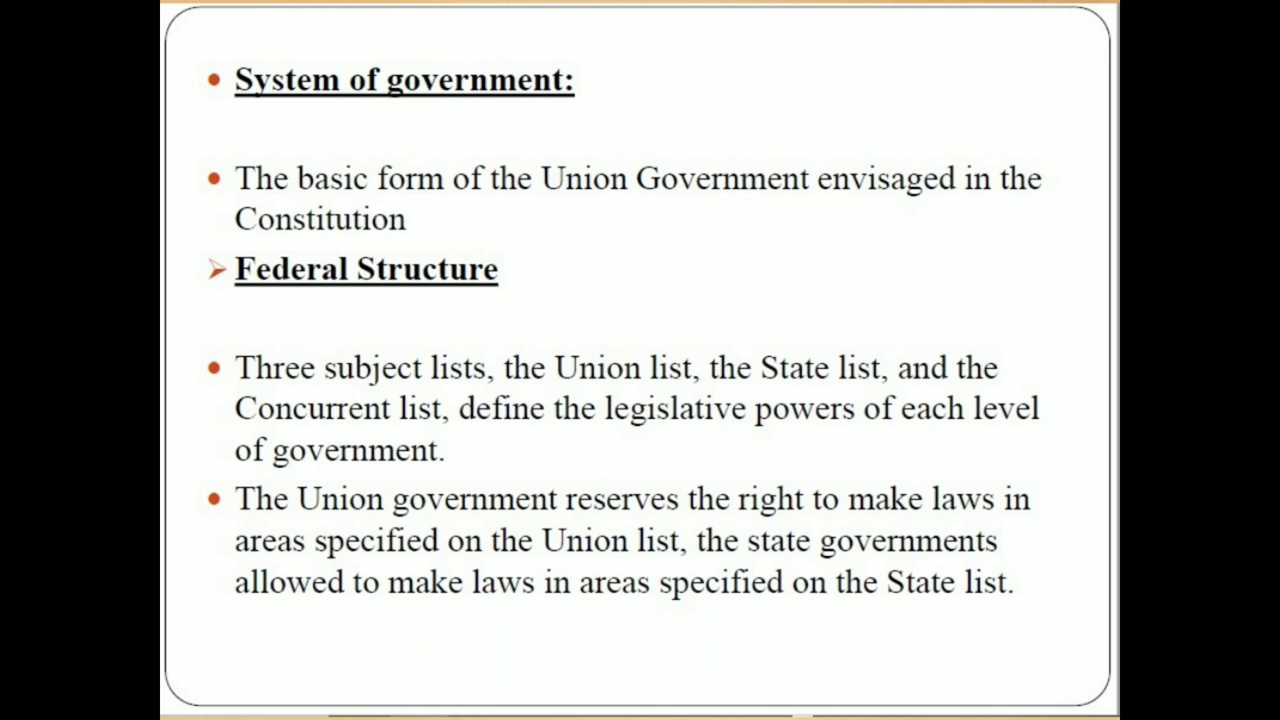 System of government:
The basic form of the Union Government envisaged in the
Constitution
Federal Structure
Three subject lists, the Union list, the State list, and the
Concurrent list, define the legislative powers of each level
of government.
The Union government reserves the right to make laws in
areas specified on the Union list, the state governments
allowed to make laws in areas specified on the State list.